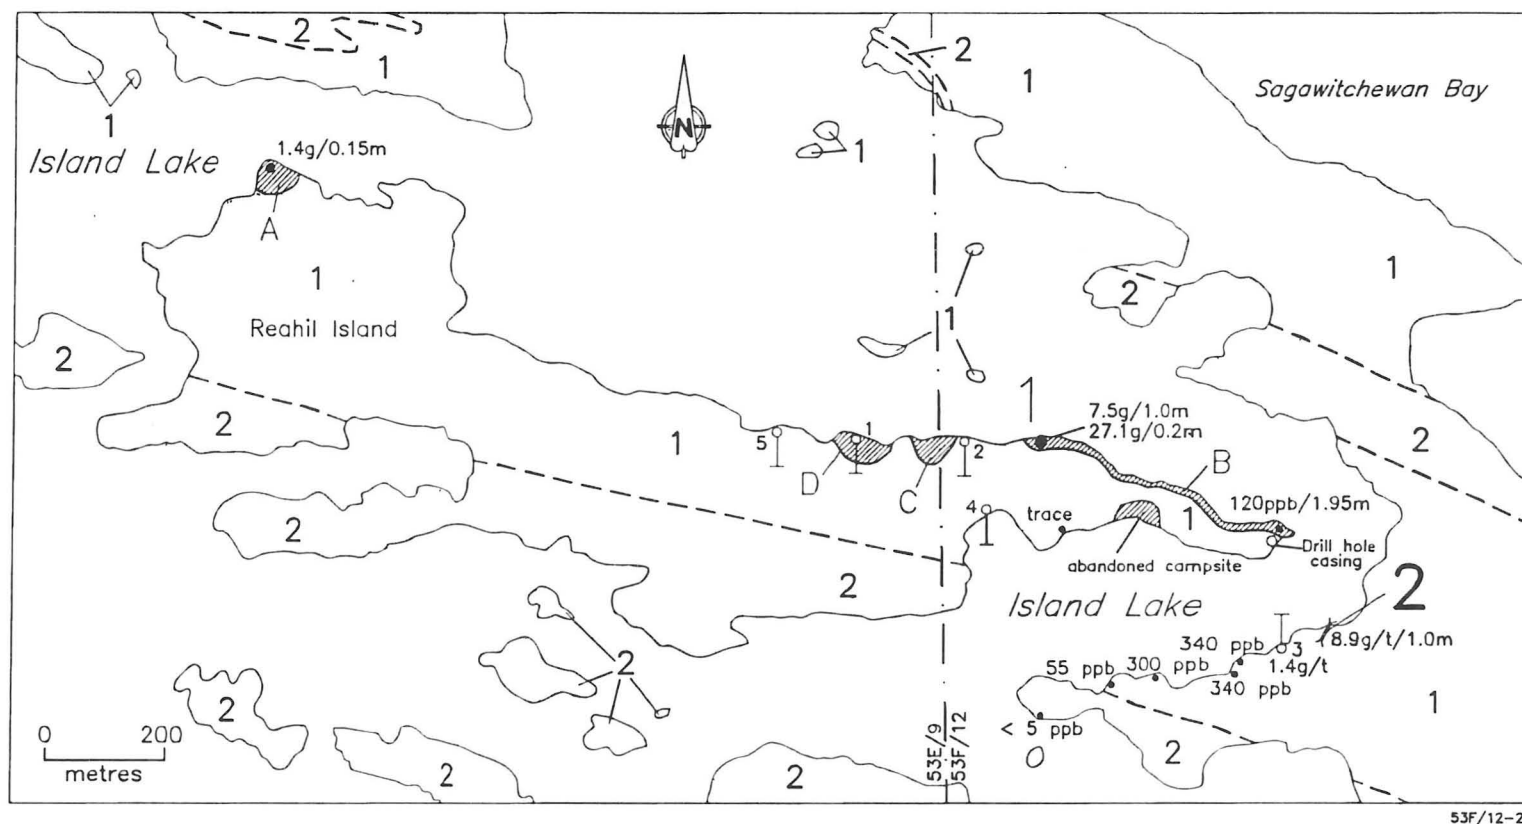 2
2
1
1
Sagawitchewan Bay
1
N
1
Island Lake
1.4g/0.15m
A
1
1
2
Reahil Island
1
2
2
1
7.5g/1.0m
27.1g/0.2m
2
1
5
1
2
B
D
C
120ppb/1.95m
4
trace
1
2
Drill hole
casing
abandoned campsite
2
Island Lake
2
340 ppb
3
8.9g/t/1.0m
2
55 ppb
300 ppb
1.4g/t
340 ppb
2
1
< 5 ppb
0
200
metres
53E/9
53F/12
2
2
2
53F/12-2